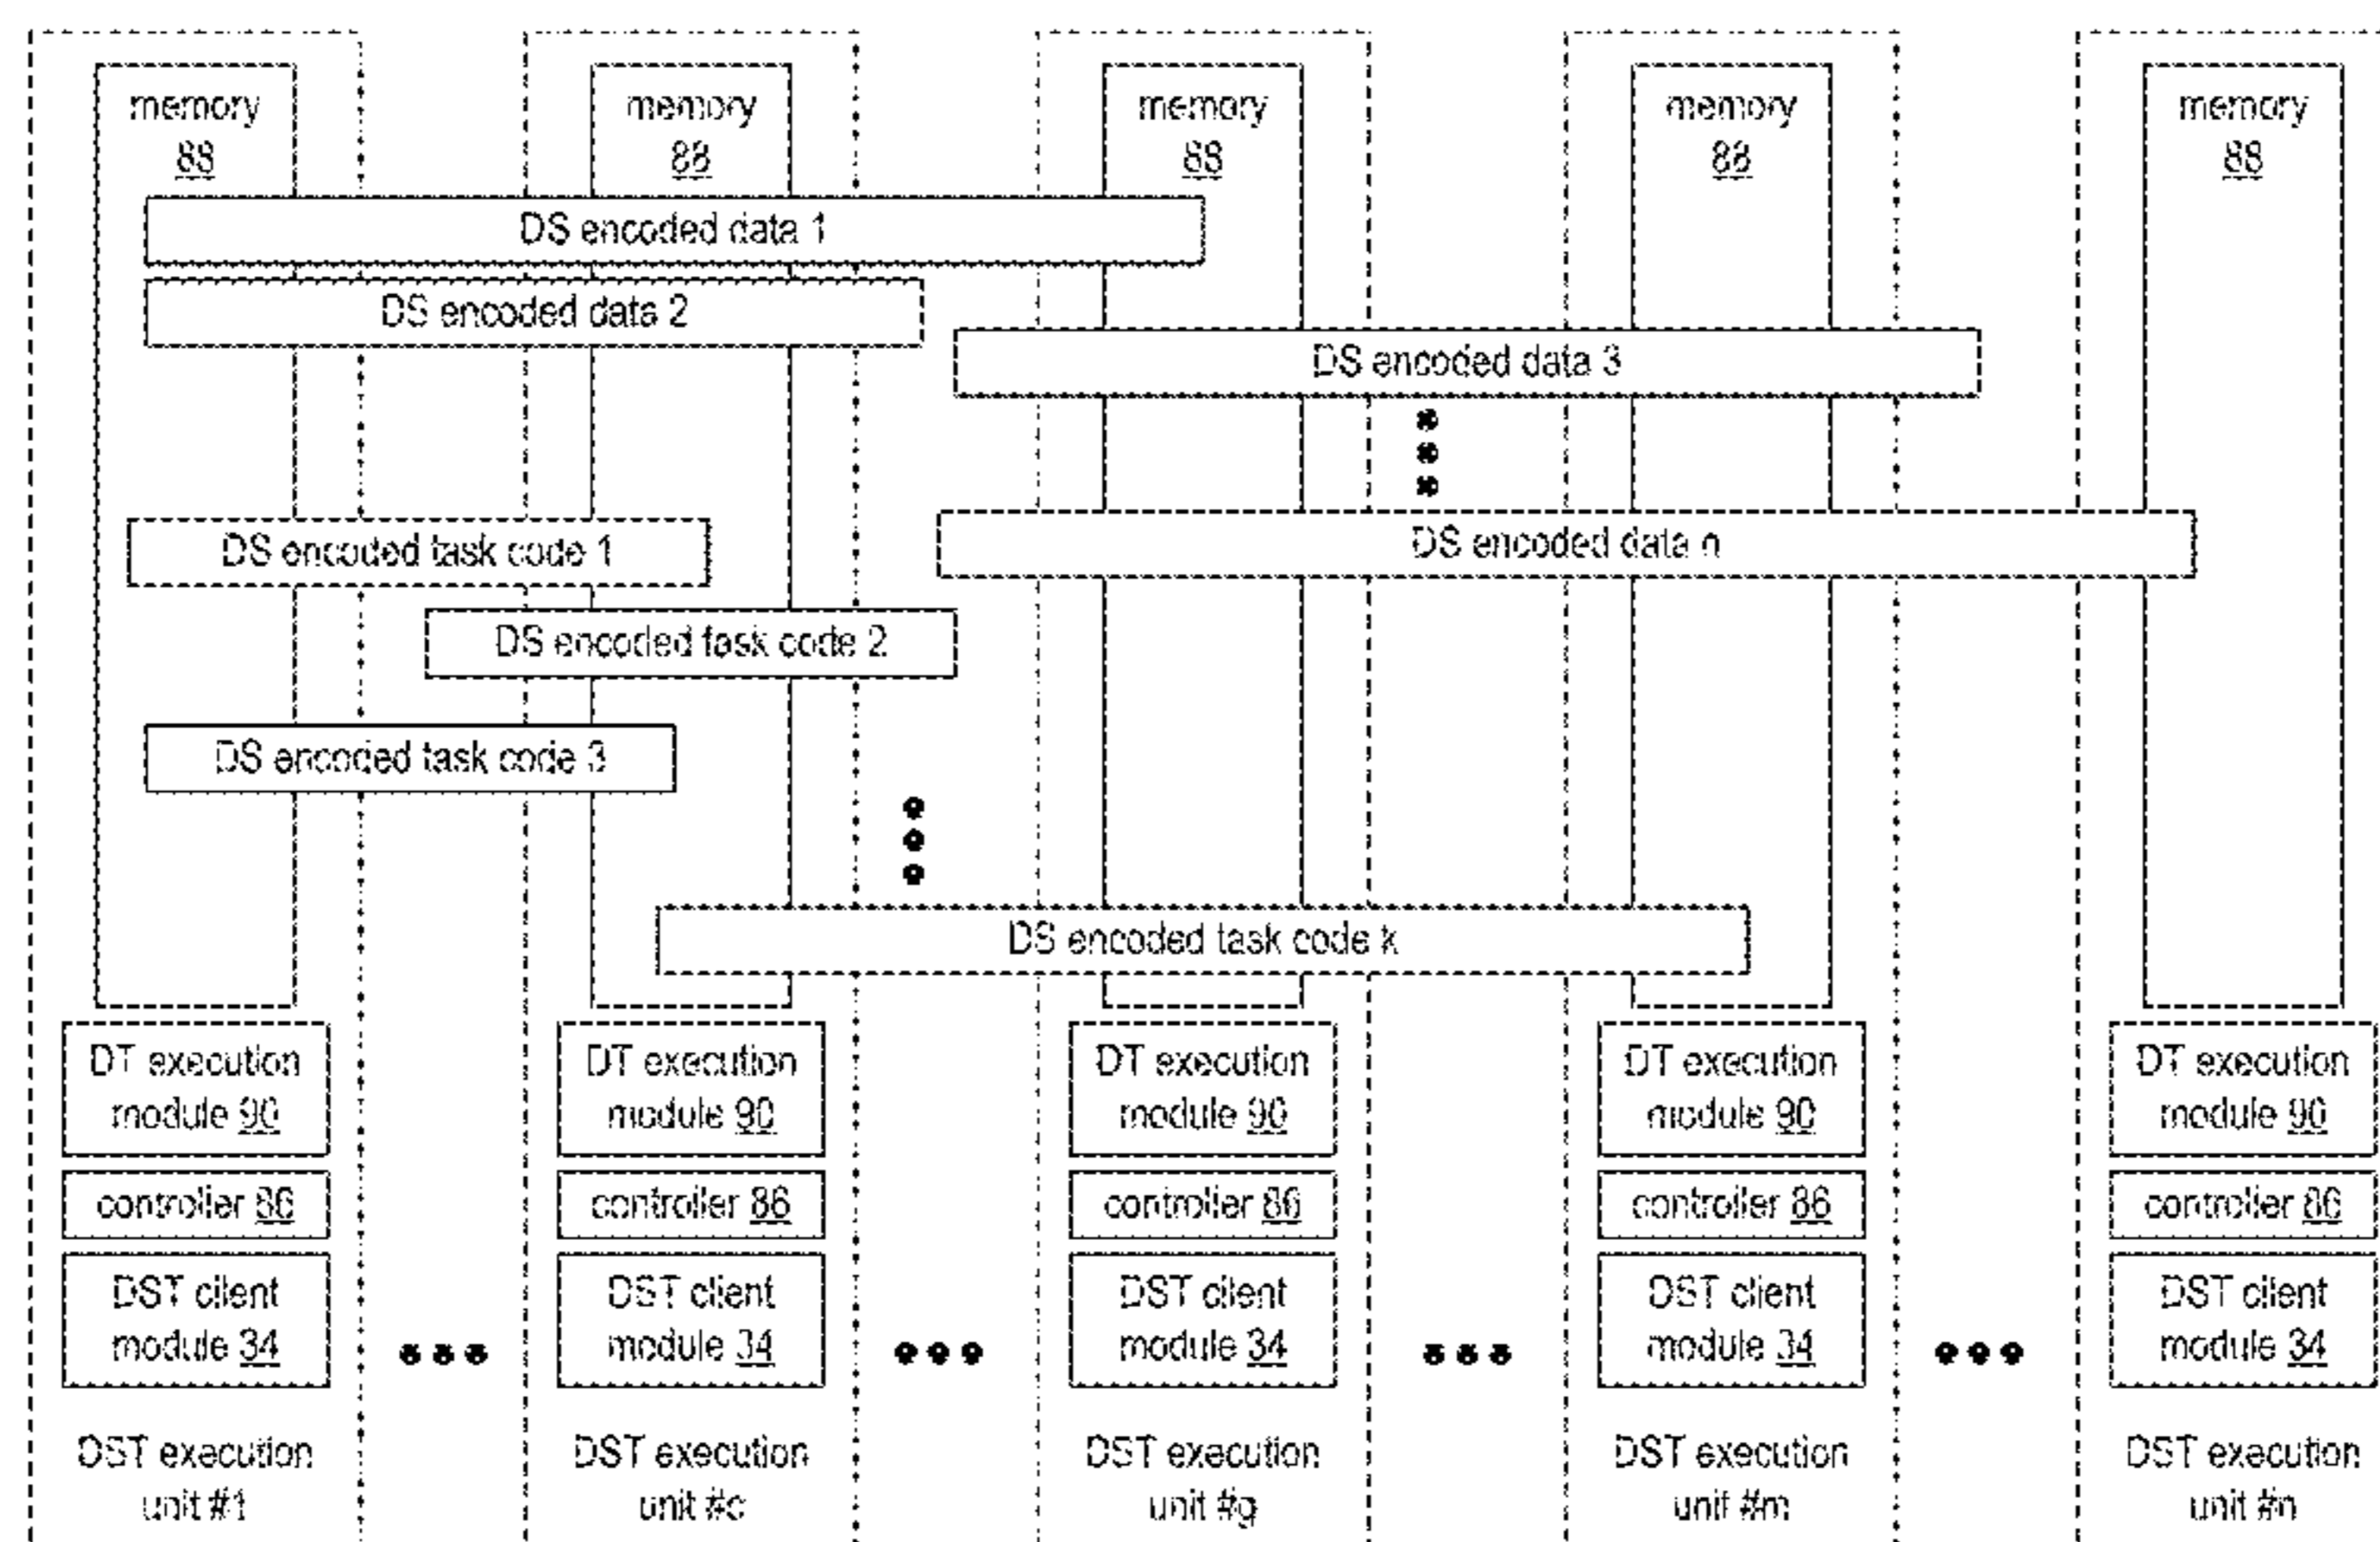 memory memory memory memory memory
88 88 88 88 88
DS encoded data 1
DS encoded data 2
DS encoded data 3
DS encoded task code 1
DS encoded data n
DS encoded task code 2
DS encoded task code 3
DS encoded task code k
DT execution DT execution DT execution DT execution DT execution
module 90 module 90 module 90 module 90 module 90
controller 86 controller 86 controller 86 controller 86 controller 86
DST client DST client DST client DST client DST client
module 34 module 34 module 34 module 34 module 34
DST execution DST execution DST execution DST execution DST execution
unit #1 unit #c unit #g unit #m unit #n